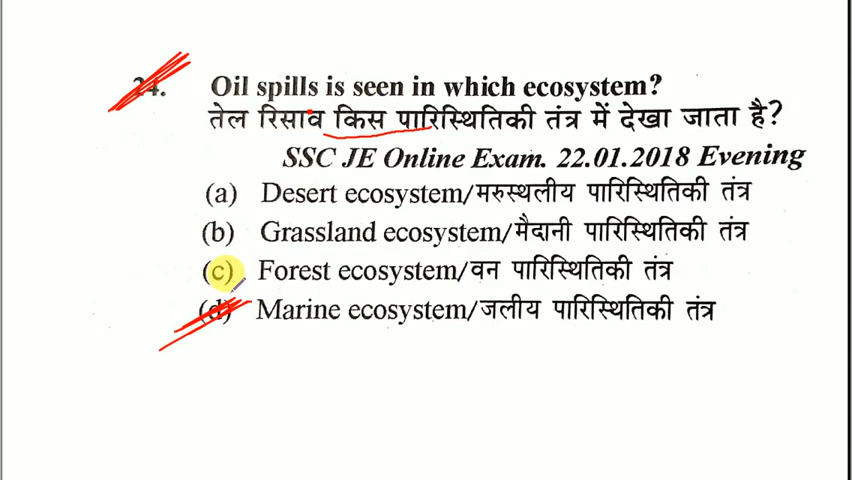 24. Oil spills is seen in which ecosystem?
तेल रिसाव किस पारिस्थितिकी तंत्र में देखा जाता है?
SSC JE Online Exam. 22.01.2018 Evening
(a) Desert ecosystem/मरुस्थलीय पारिस्थितिकी तंत्र
(b) Grassland ecosystem/मैदानी पारिस्थितिकी तंत्र
(c) Forest ecosystem/वन पारिस्थितिकी तंत्र
(d) Marine ecosystem/जलीय पारिस्थितिकी तंत्र